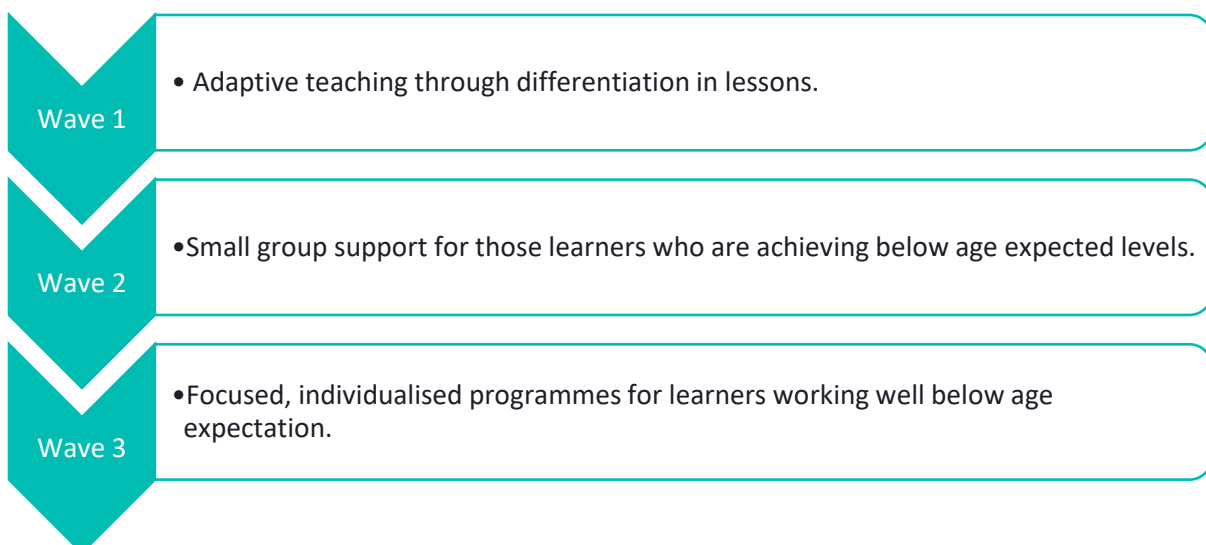 Wave 1
• Adaptive teaching through differentiation in lessons.
Wave 2
•Small group support for those learners who are achieving below age expected levels.
Wave 3
•Focused, individualised programmes for learners working well below age
expectation.